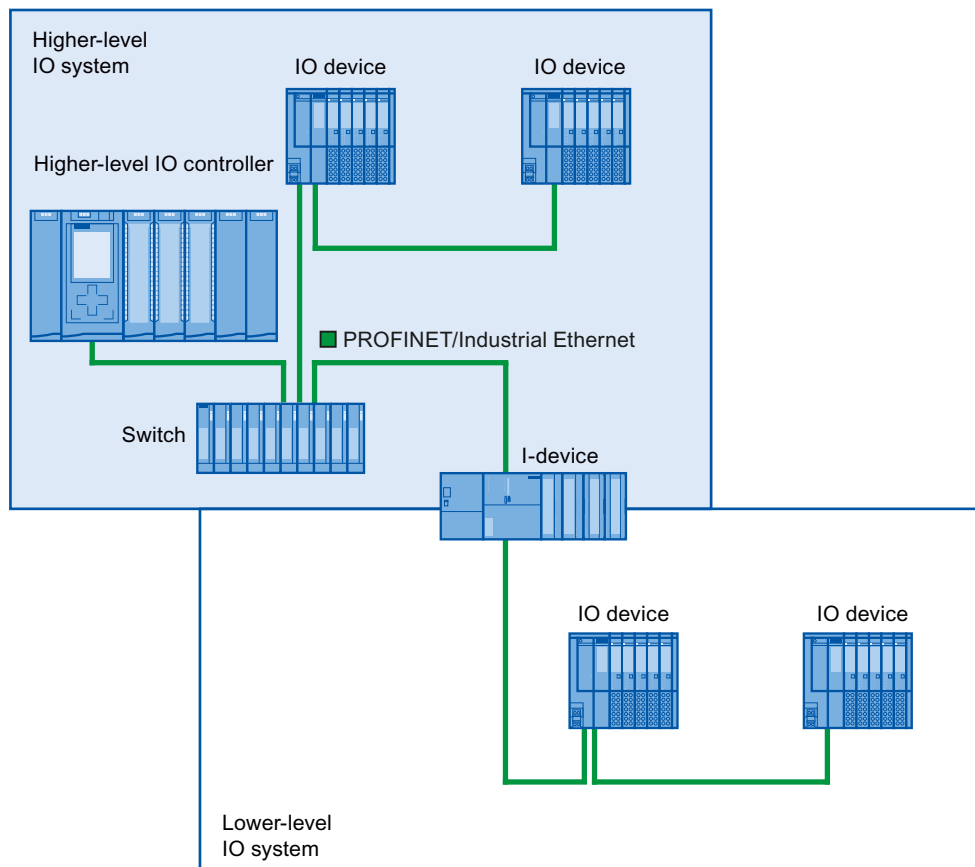 Higher-level
IO system
IO device
IO device
Higher-level IO controller
PROFINET/Industrial Ethernet
Switch
I-device
IO device
IO device
Lower-level
IO system